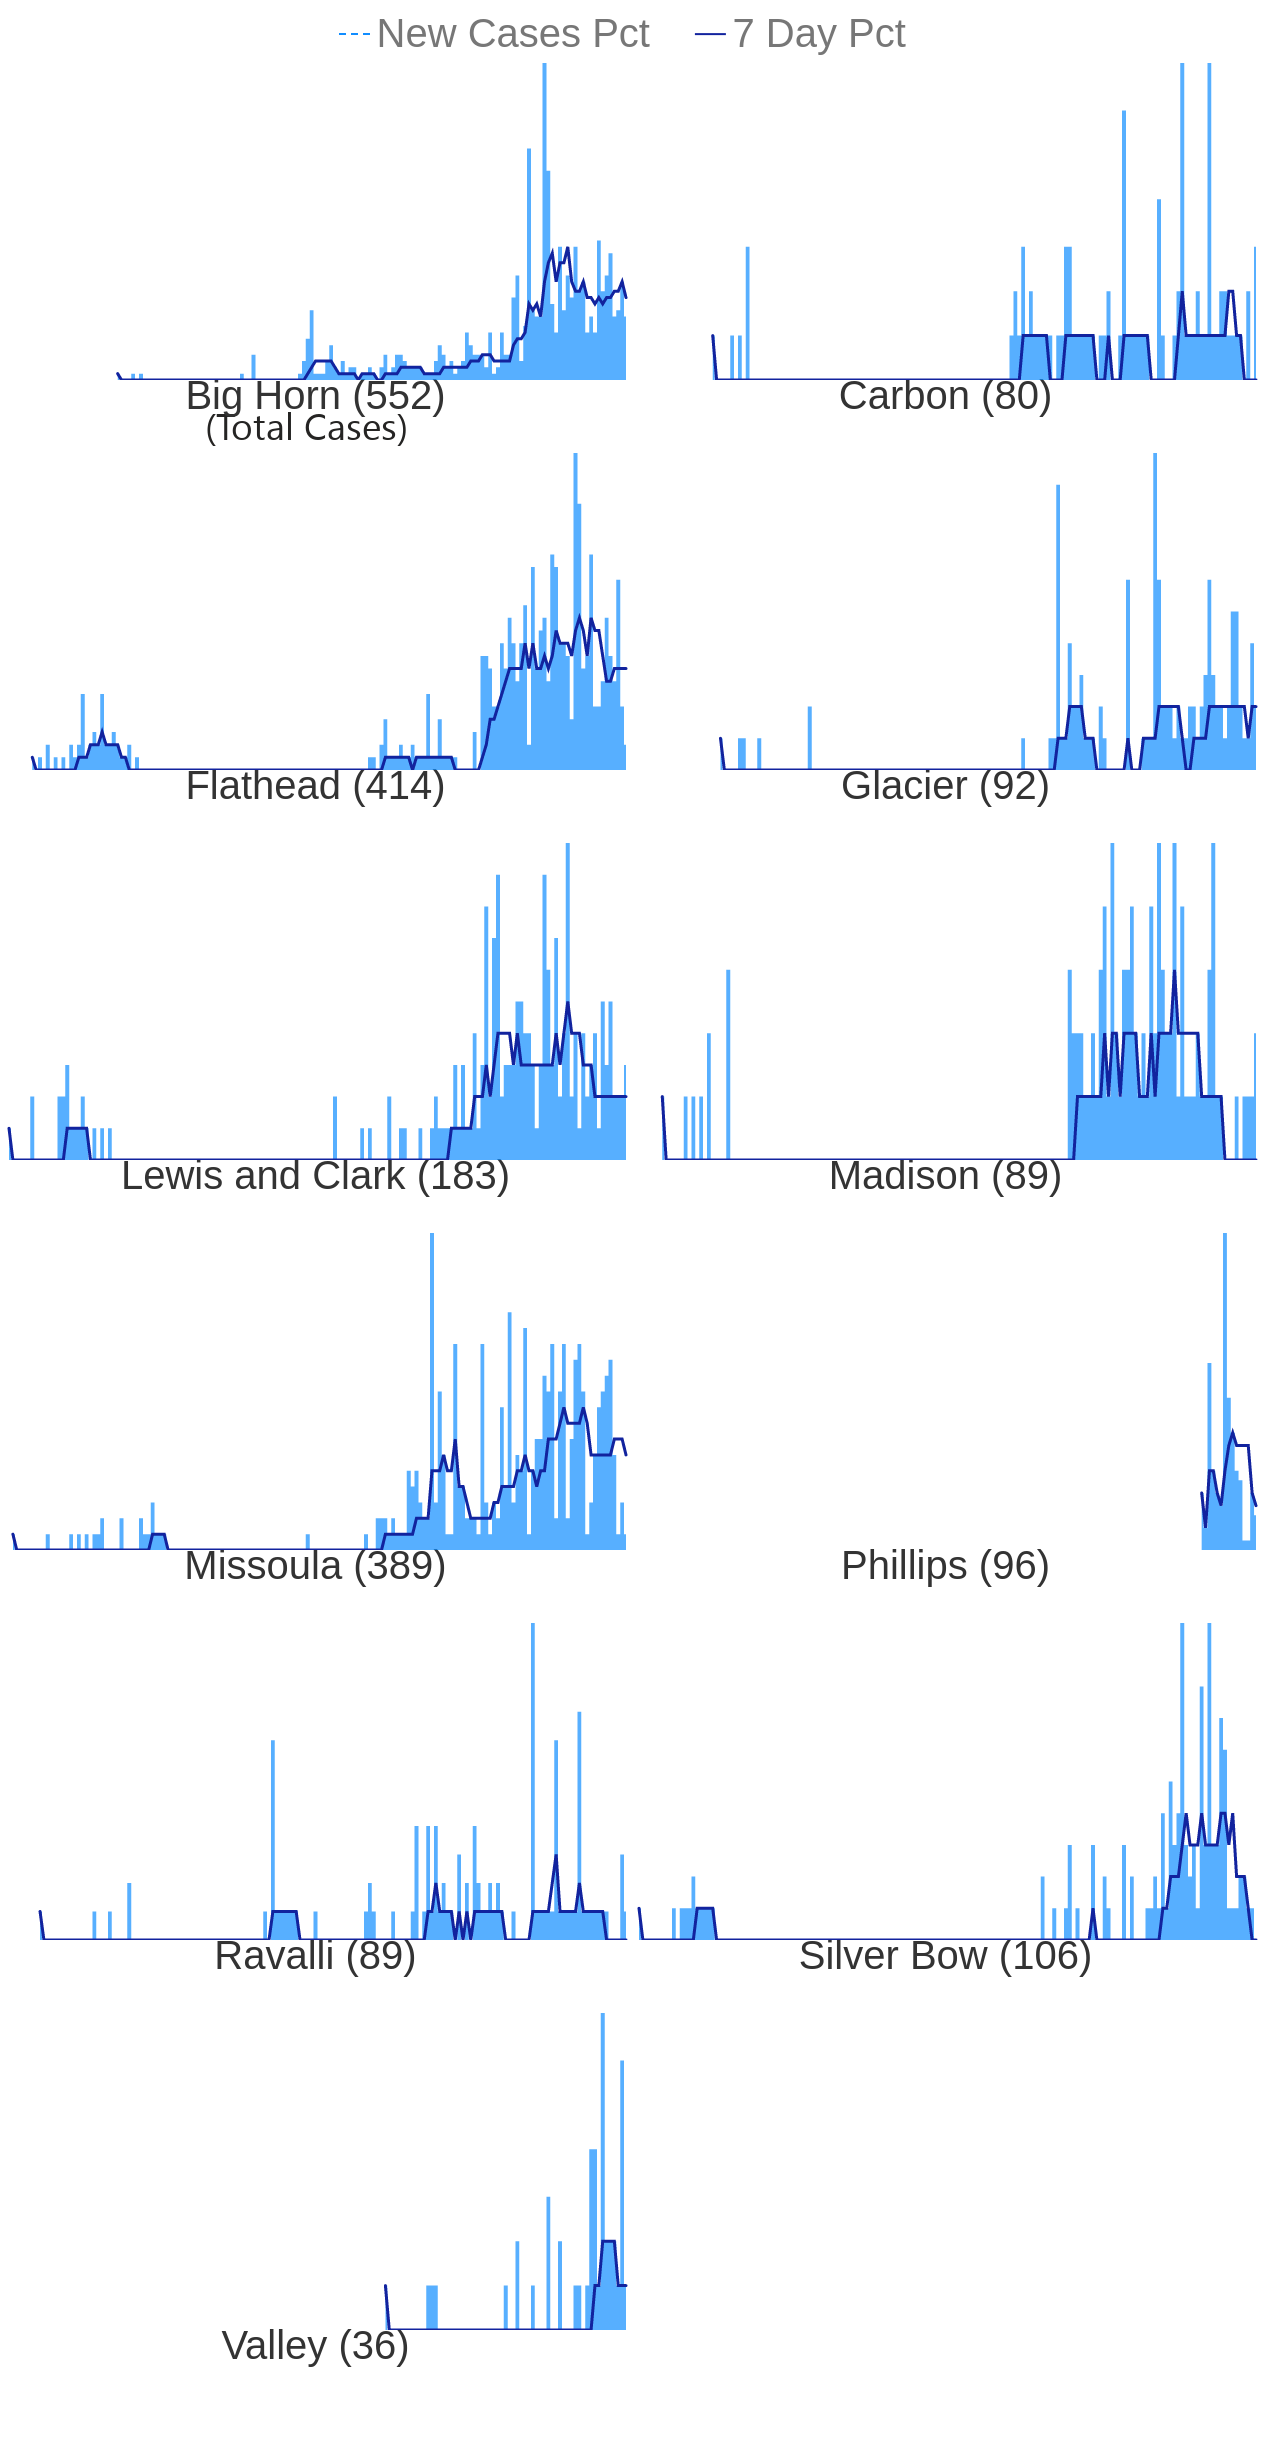 New Cases Pct 7 Day Pct
Big Horn (552) Carbon (80)
(Total Cases)
Flathead (414) Glacier (92)
Lewis and Clark (183) Madison (89)
Missoula (389) Phillips (96)
Ravalli (89) Silver Bow (106)
Valley (36)